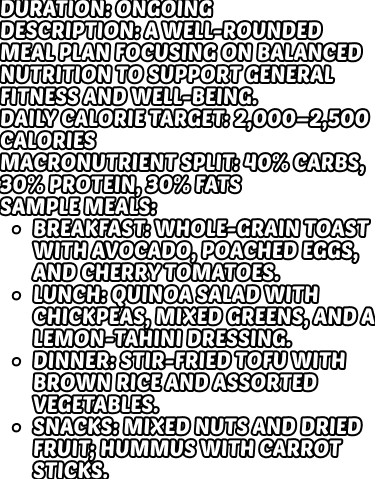 DURATION: ONGOING
DESCRIPTION: A WELL-ROUNDED
MEAL PLAN FOCUSING ON BALANCED
NUTRITION TO SUPPORT GENERAL
FITNESS AND WELL-BEING.
DAILY CALORIE TARGET: 2,000–2,500
CALORIES
MACRONUTRIENT SPLIT: 40% CARBS,
30% PROTEIN, 30% FATS
SAMPLE MEALS:
BREAKFAST: WHOLE-GRAIN TOAST
WITH AVOCADO, POACHED EGGS,
AND CHERRY TOMATOES.
LUNCH: QUINOA SALAD WITH
CHICKPEAS, MIXED GREENS, AND A
LEMON-TAHINI DRESSING.
DINNER: STIR-FRIED TOFU WITH
BROWN RICE AND ASSORTED
VEGETABLES.
SNACKS: MIXED NUTS AND DRIED
FRUIT; HUMMUS WITH CARROT
STICKS.